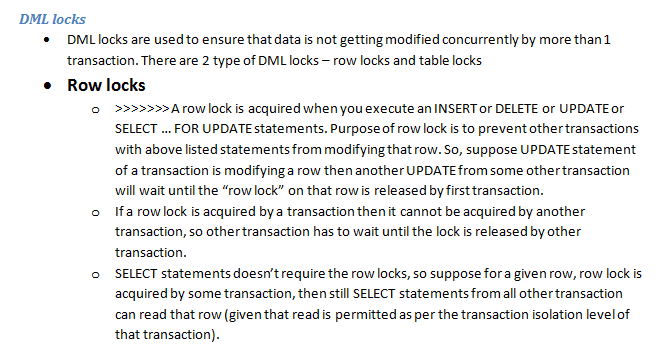 DML locks
• DML locks are used to ensure that data is not getting modified concurrently by more than 1
transaction. There are 2 type of DML locks – row locks and table locks
• Row locks
o >>>>>>> A row lock is acquired when you execute an INSERT or DELETE or UPDATE or
SELECT ... FOR UPDATE statements. Purpose of row lock is to prevent other transactions
with above listed statements from modifying that row. So, suppose UPDATE statement
of a transaction is modifying a row then another UPDATE from some other transaction
will wait until the “row lock” on that row is released by first transaction.
o If a row lock is acquired by a transaction then it cannot be acquired by another
transaction, so other transaction has to wait until the lock is released by other
transaction.
o SELECT statements doesn’t require the row locks, so suppose for a given row, row lock is
acquired by some transaction, then still SELECT statements from all other transaction
can read that row (given that read is permitted as per the transaction isolation level of
that transaction).